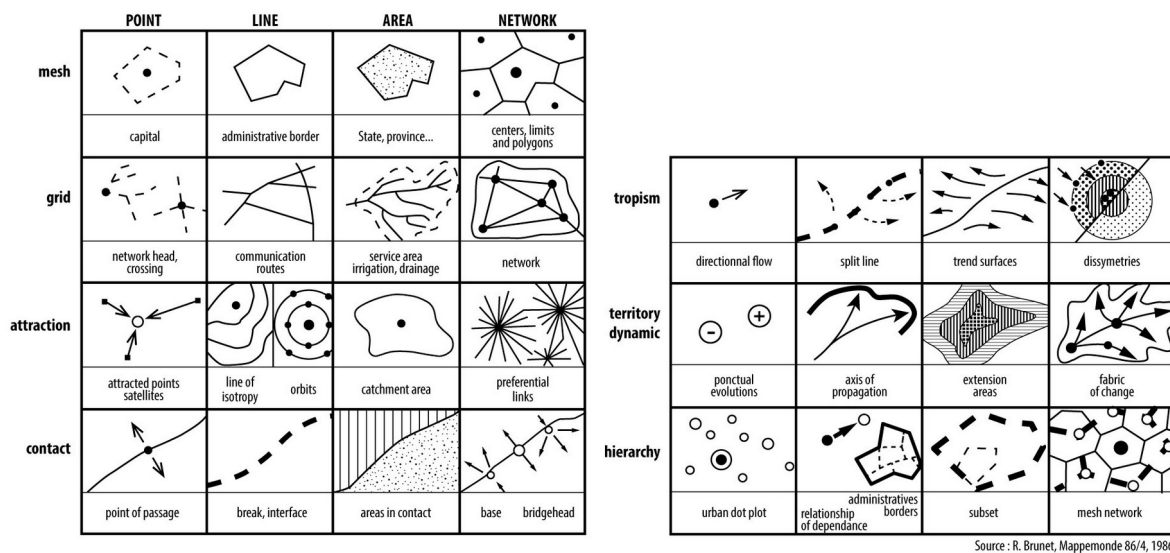 POINT LINE AREA NETWORK
mesh
capital
administrative border
State, province...
centers, limits
and polygons
grid
network head,
crossing
communication
routes
service area
irrigation, drainage
network
attraction
attracted points
satellites
line of
isotropy
orbits
catchment area
preferential
links
contact
point of passage
break, interface
areas in contact
base bridgehead
tropism
directionnal flow
split line
trend surfaces
dissymetries
territory
dynamic
ponctual
evolutions
axis of
propagation
extension
areas
fabric
of change
hierarchy
urban dot plot
relationship
of dependance
administratives
borders
subset
mesh network
Source : R. Brunet, Mappemonde 86/4, 1986